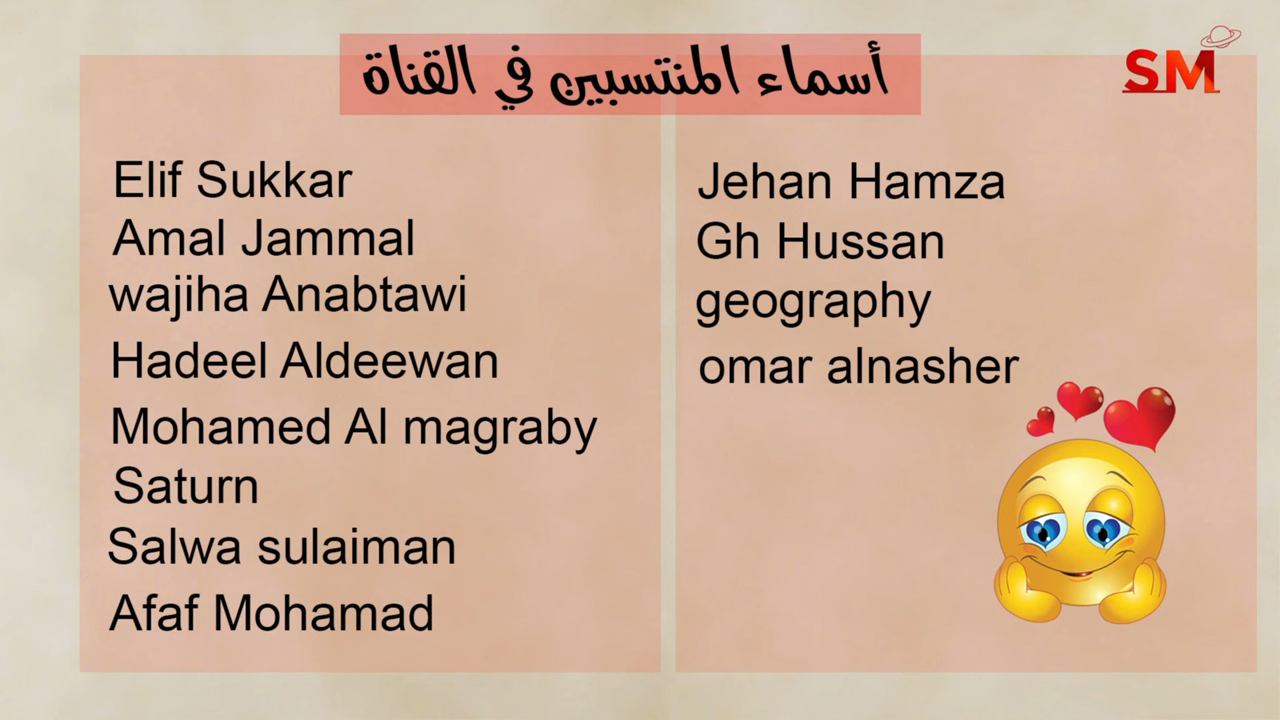 أسماء المنتسبين في القناة
SM
Elif Sukkar
Amal Jammal
wajiha Anabtawi
Hadeel Aldeewan
Mohamed Al magraby
Saturn
Salwa sulaiman
Afaf Mohamad
Jehan Hamza
Gh Hussan
geography
omar alnasher